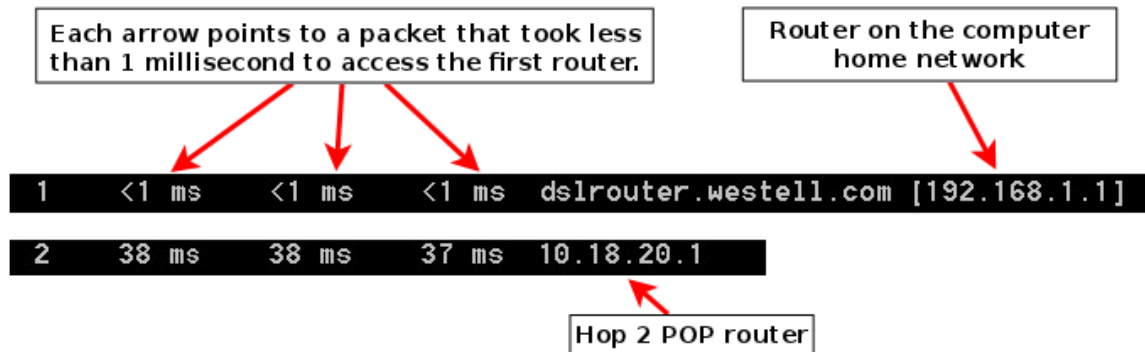 Each arrow points to a packet that took less
than 1 millisecond to access the first router.
Router on the computer
home network
1 <1 ms <1 ms <1 ms dslrouter.westell.com [192.168.1.1]
2 38 ms 38 ms 37 ms 10.18.20.1
Hop 2 POP router